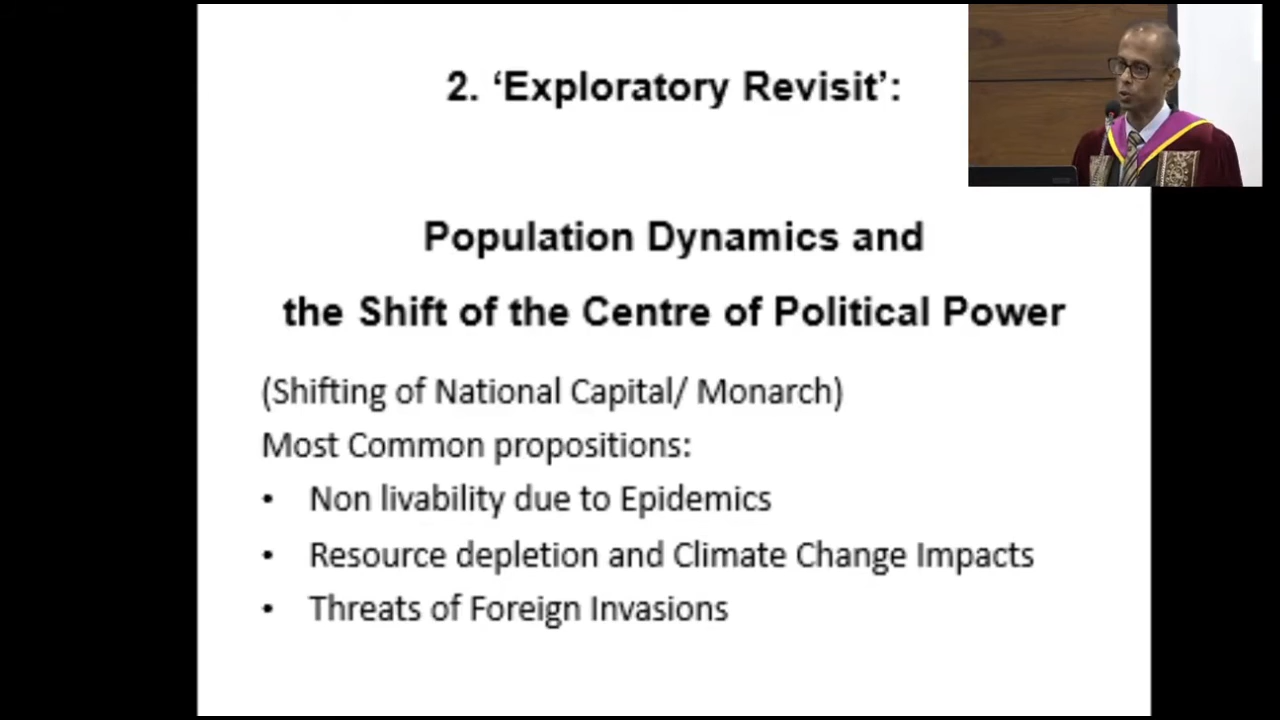 2. ‘Exploratory Revisit’:
Population Dynamics and
the Shift of the Centre of Political Power
(Shifting of National Capital/ Monarch)
Most Common propositions:
• Non livability due to Epidemics
• Resource depletion and Climate Change Impacts
• Threats of Foreign Invasions